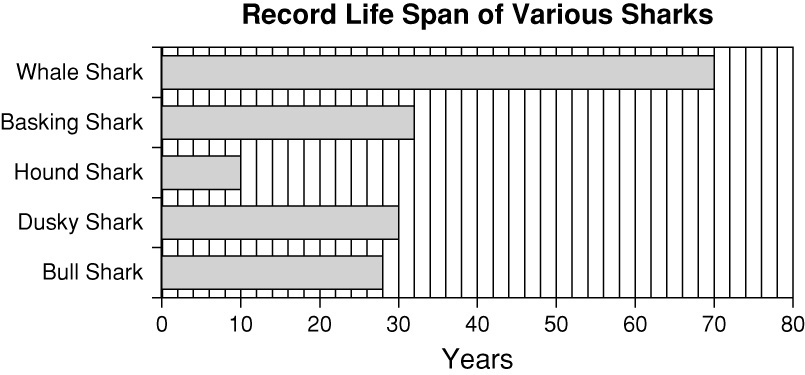 Record Life Span of Various Sharks
Whale Shark
Basking Shark
Hound Shark
Dusky Shark
Bull Shark
0 10 20 30 40 50 60 70 80
Years